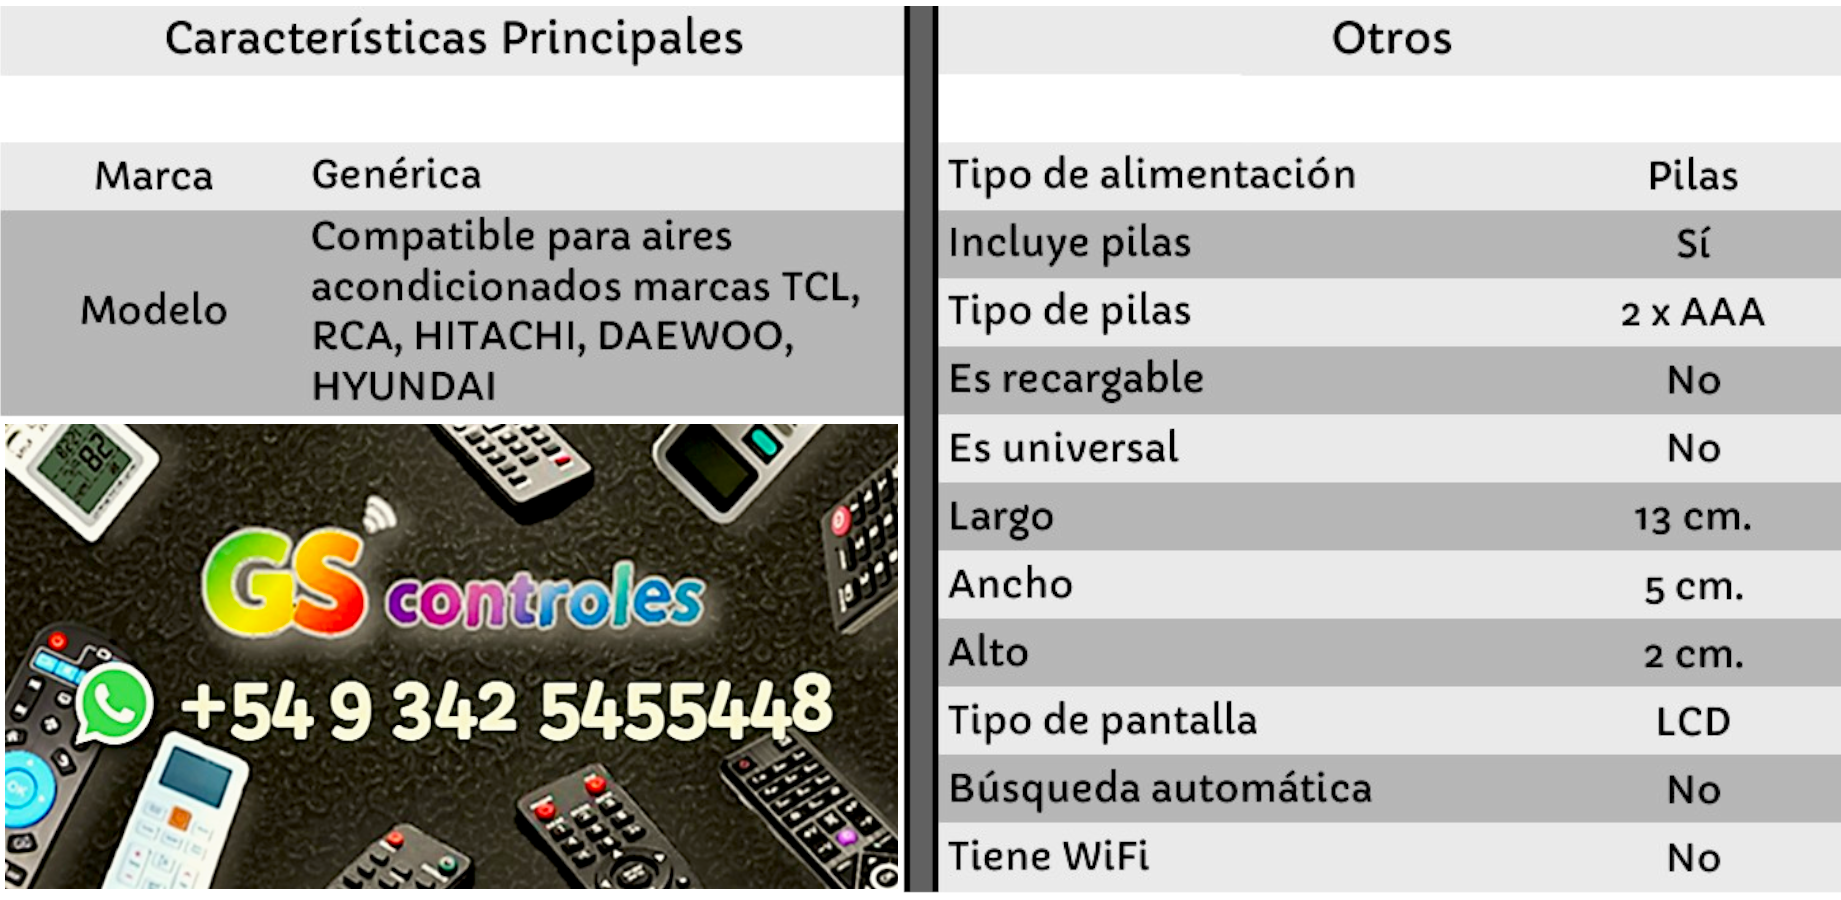 Características Principales
Marca Genérica
Modelo
Compatible para aires
acondicionados marcas TCL,
RCA, HITACHI, DAEWOO,
HYUNDAI
GS controles
+54 9 342 5455448
Otros
Tipo de alimentación Pilas
Incluye pilas Sí
Tipo de pilas 2 x AAA
Es recargable No
Es universal No
Largo 13 cm.
Ancho 5 cm.
Alto 2 cm.
Tipo de pantalla LCD
Búsqueda automática No
Tiene WiFi No